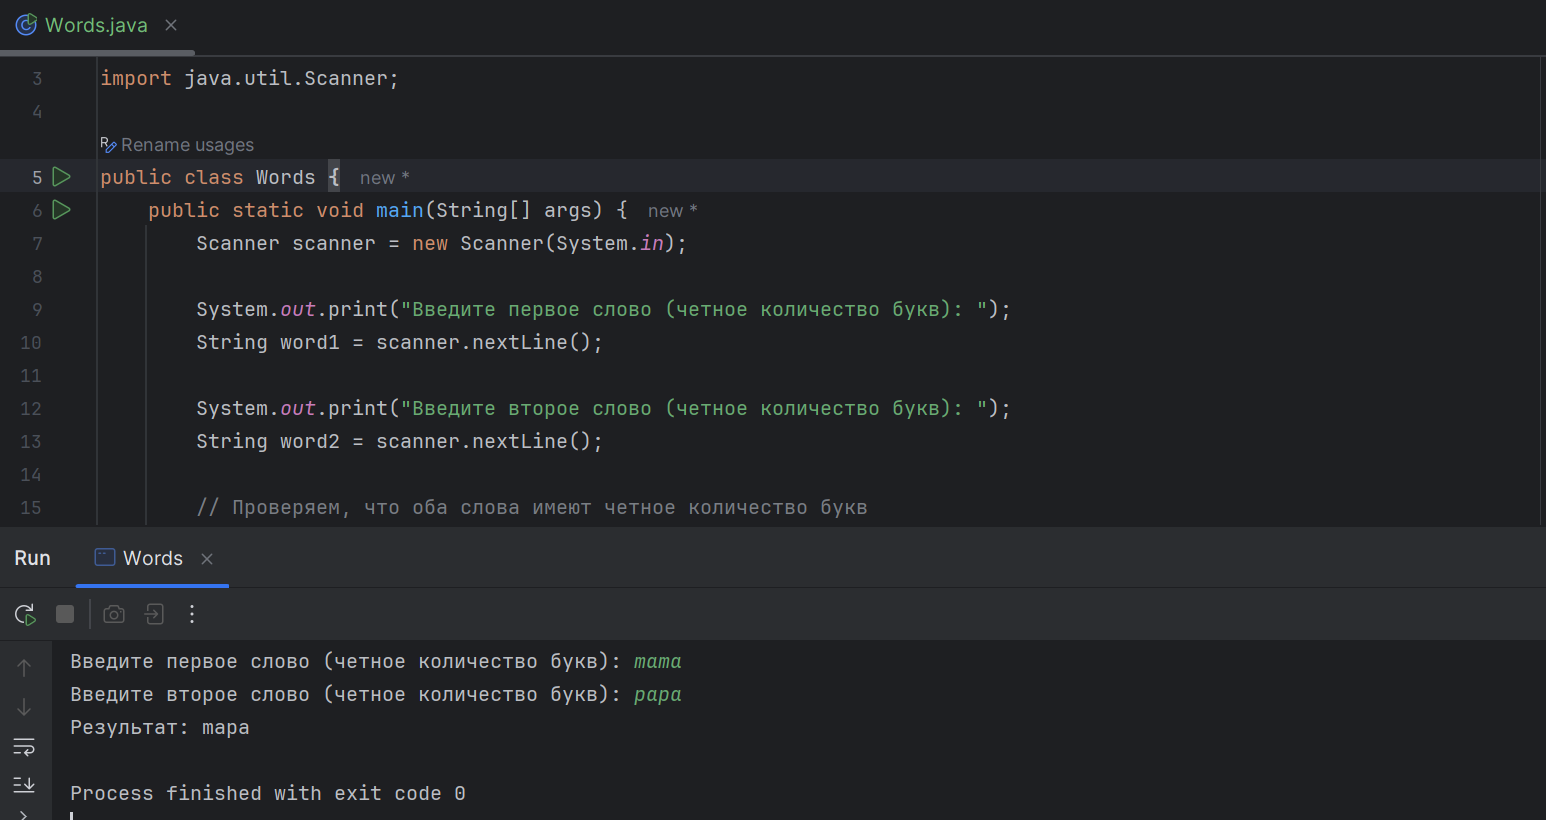 Words.java
3 import java.util.Scanner;
4
Rename usages
5 public class Words { new *
6 public static void main(String[] args) { new *
7 Scanner scanner = new Scanner(System.in);
8
9 System.out.print("Введите первое слово (четное количество букв): ");
10 String word1 = scanner.nextLine();
11
12 System.out.print("Введите второе слово (четное количество букв): ");
13 String word2 = scanner.nextLine();
14
15 // Проверяем, что оба слова имеют четное количество букв
Run Words
Введите первое слово (четное количество букв): mama
Введите второе слово (четное количество букв): papa
Результат: mapa
Process finished with exit code 0